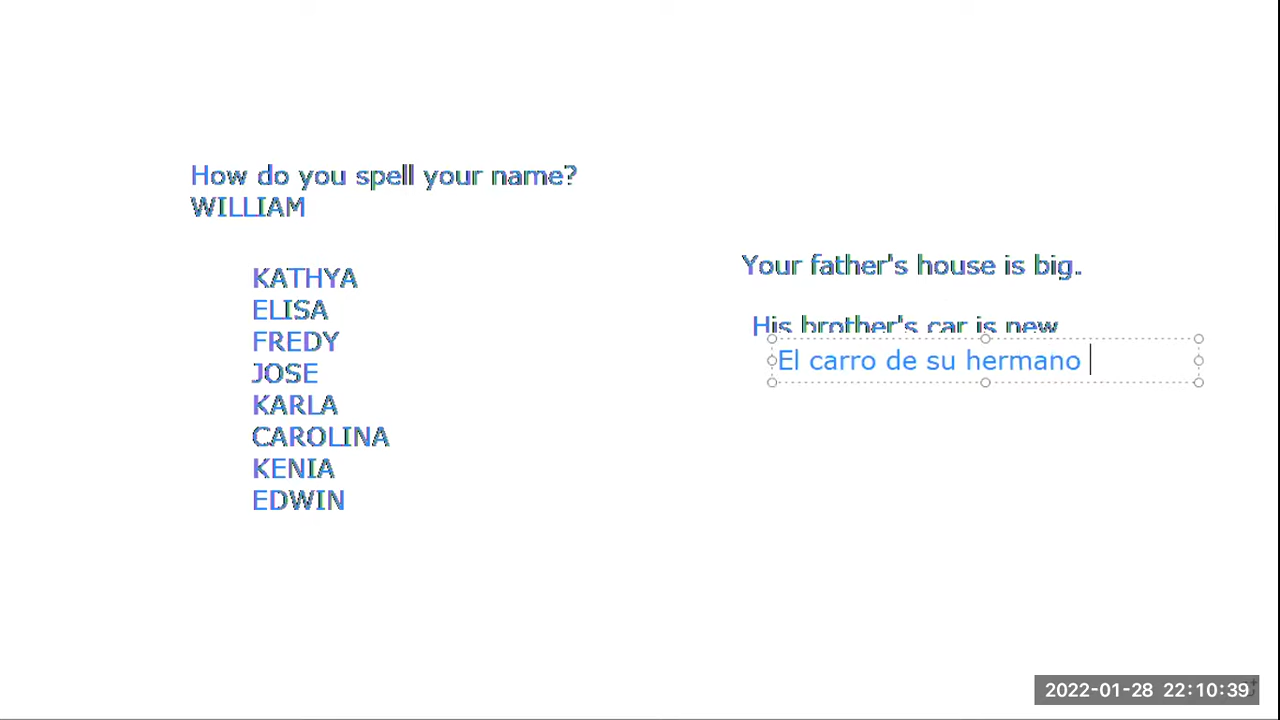 How do you spell your name?
WILLIAM
KATHYA
ELISA
FREDY
JOSE
KARLA
CAROLINA
KENIA
EDWIN
Your father's house is big.
His brother's car is new
El carro de su hermano
2022-01-28 22:10:39